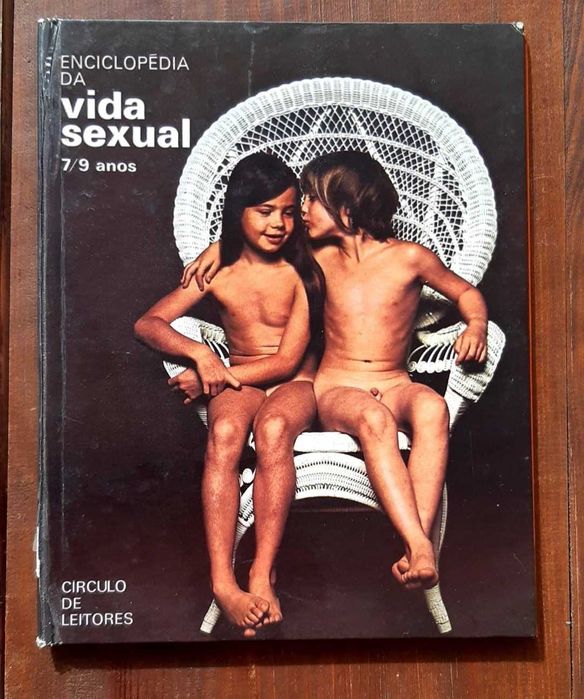 ENCICLOPÉDIA
DA
vida
sexual
7/9 anos
CIRCULO
DE
LEITORES